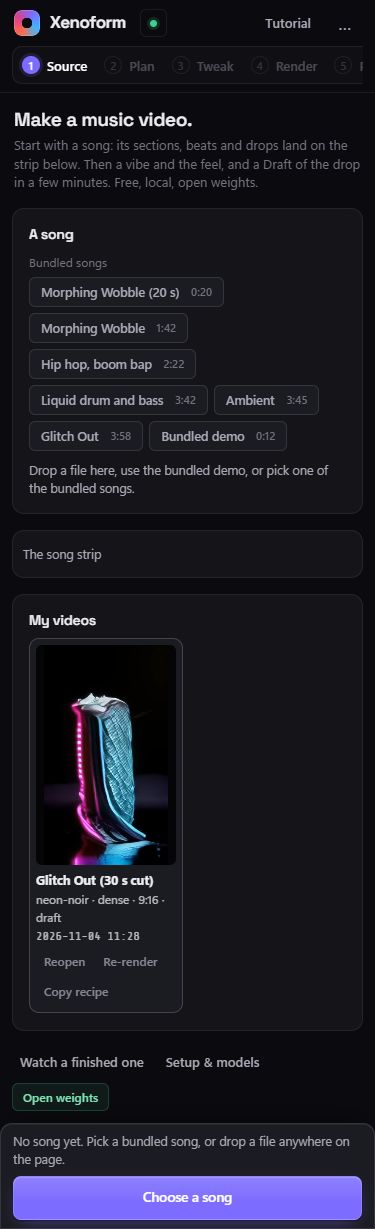 Xenoform
Tutorial
...
1 Source 2 Plan 3 Tweak 4 Render 5
Make a music video.
Start with a song: its sections, beats and drops land on the
strip below. Then a vibe and the feel, and a Draft of the drop
in a few minutes. Free, local, open weights.
A song
Bundled songs
Morphing Wobble (20 s) 0:20
Morphing Wobble 1:42
Hip hop, boom bap 2:22
Liquid drum and bass 3:42 Ambient 3:45
Glitch Out 3:58 Bundled demo 0:12
Drop a file here, use the bundled demo, or pick one of
the bundled songs.
The song strip
My videos
Glitch Out (30 s cut)
neon-noir · dense · 9:16 ·
draft
2026-11-04 11:28
Reopen Re-render
Copy recipe
Watch a finished one Setup & models
Open weights
No song yet. Pick a bundled song, or drop a file anywhere on
the page.
Choose a song